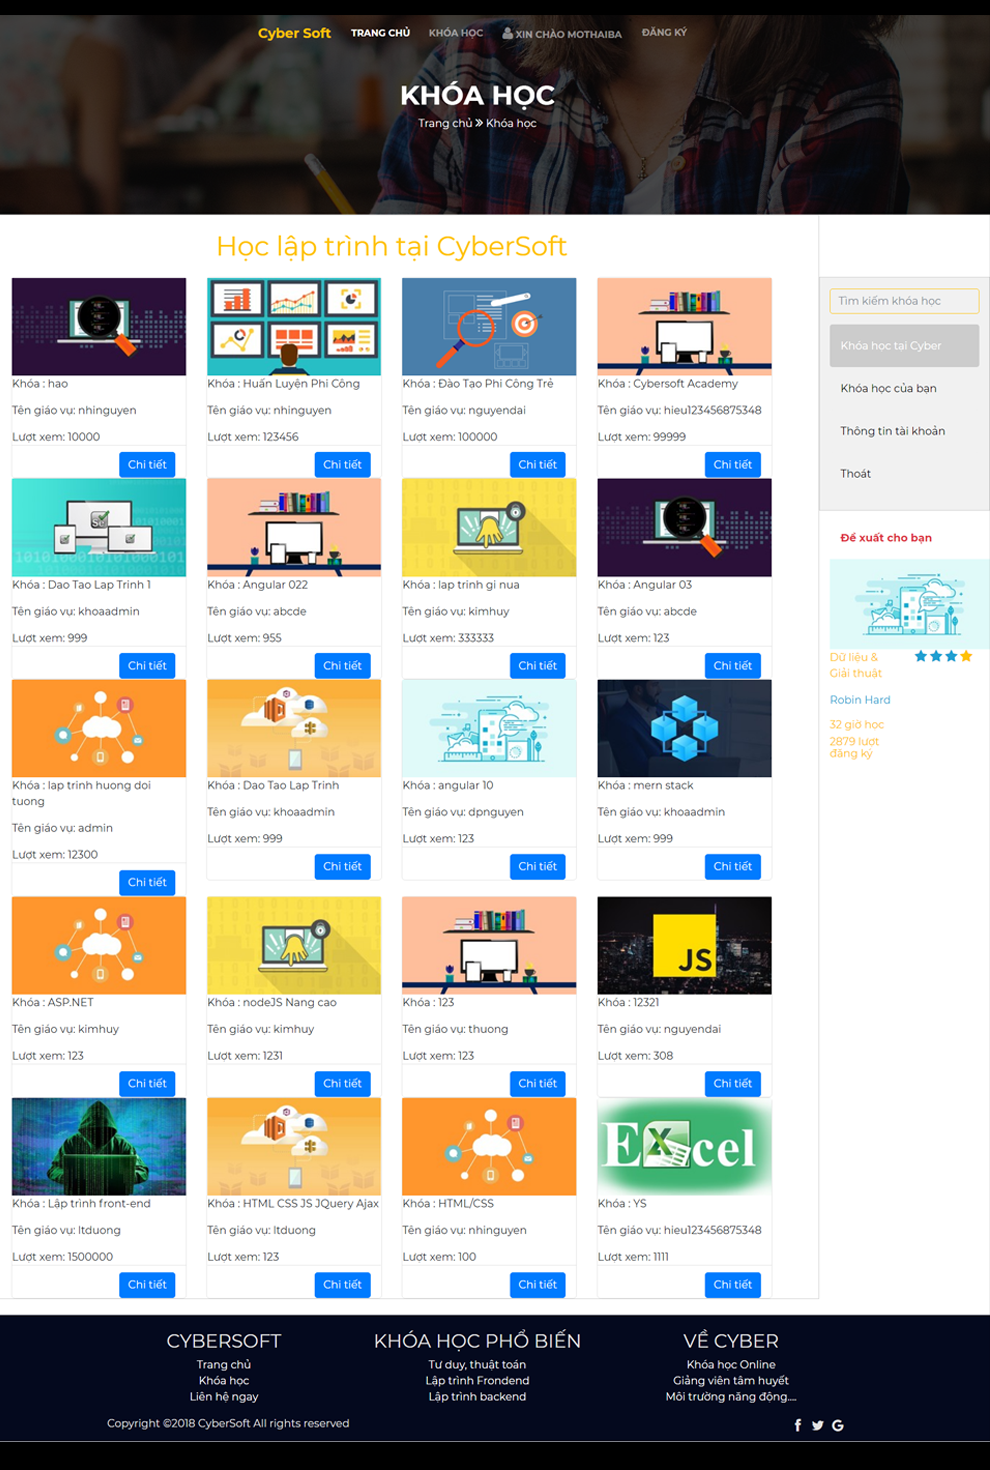 Cyber Soft TRANG CHỦ KHÓA HỌC XIN CHÀO MOTHAIBA ĐĂNG KÝ
KHÓA HỌC
Trang chủ » Khóa học
Học lập trình tại CyberSoft
Khóa : hao
Tên giáo vụ: nhinguyen
Lượt xem: 10000
Chi tiết
Khóa : Huấn Luyện Phi Công
Tên giáo vụ: nhinguyen
Lượt xem: 123456
Chi tiết
Khóa : Đào Tạo Phi Công Trẻ
Tên giáo vụ: nguyendai
Lượt xem: 100000
Chi tiết
Khóa : Cybersoft Academy
Tên giáo vụ: hieu123456875348
Lượt xem: 99999
Chi tiết
Khóa : Dao Tao Lap Trinh 1
Tên giáo vụ: khoaadmin
Lượt xem: 999
Chi tiết
Khóa : Angular 022
Tên giáo vụ: abcde
Lượt xem: 955
Chi tiết
Khóa : lap trinh gi nua
Tên giáo vụ: kimhuy
Lượt xem: 333333
Chi tiết
Khóa : Angular 03
Tên giáo vụ: abcde
Lượt xem: 123
Chi tiết
Khóa : lap trinh huong doi
tuong
Tên giáo vụ: admin
Lượt xem: 12300
Chi tiết
Khóa : Dao Tao Lap Trinh
Tên giáo vụ: khoaadmin
Lượt xem: 999
Chi tiết
Khóa : angular 10
Tên giáo vụ: dpnguyen
Lượt xem: 123
Chi tiết
Khóa : mern stack
Tên giáo vụ: khoaadmin
Lượt xem: 999
Chi tiết
Khóa : ASP.NET
Tên giáo vụ: kimhuy
Lượt xem: 123
Chi tiết
Khóa : nodeJS Nang cao
Tên giáo vụ: kimhuy
Lượt xem: 1231
Chi tiết
Khóa : 123
Tên giáo vụ: thuong
Lượt xem: 123
Chi tiết
JS
Khóa : 12321
Tên giáo vụ: nguyendai
Lượt xem: 308
Chi tiết
Khóa : Lập trình front-end
Tên giáo vụ: ltduong
Lượt xem: 1500000
Chi tiết
Khóa : HTML CSS JS JQuery Ajax
Tên giáo vụ: ltduong
Lượt xem: 123
Chi tiết
Khóa : HTML/CSS
Tên giáo vụ: nhinguyen
Lượt xem: 100
Chi tiết
Excel
Khóa : YS
Tên giáo vụ: hieu123456875348
Lượt xem: 1111
Chi tiết
Tìm kiếm khóa học
Khóa học tại Cyber
Khóa học của bạn
Thông tin tài khoản
Thoát
Đề xuất cho bạn
Dữ liệu &
Giải thuật
Robin Hard
32 giờ học
2879 lượt
đăng ký
CYBERSOFT
Trang chủ
Khóa học
Liên hệ ngay
KHÓA HỌC PHỔ BIẾN
Tư duy, thuật toán
Lập trình Frondend
Lập trình backend
VỀ CYBER
Khóa học Online
Giảng viên tâm huyết
Môi trường năng động....
Copyright ©2018 CyberSoft All rights reserved